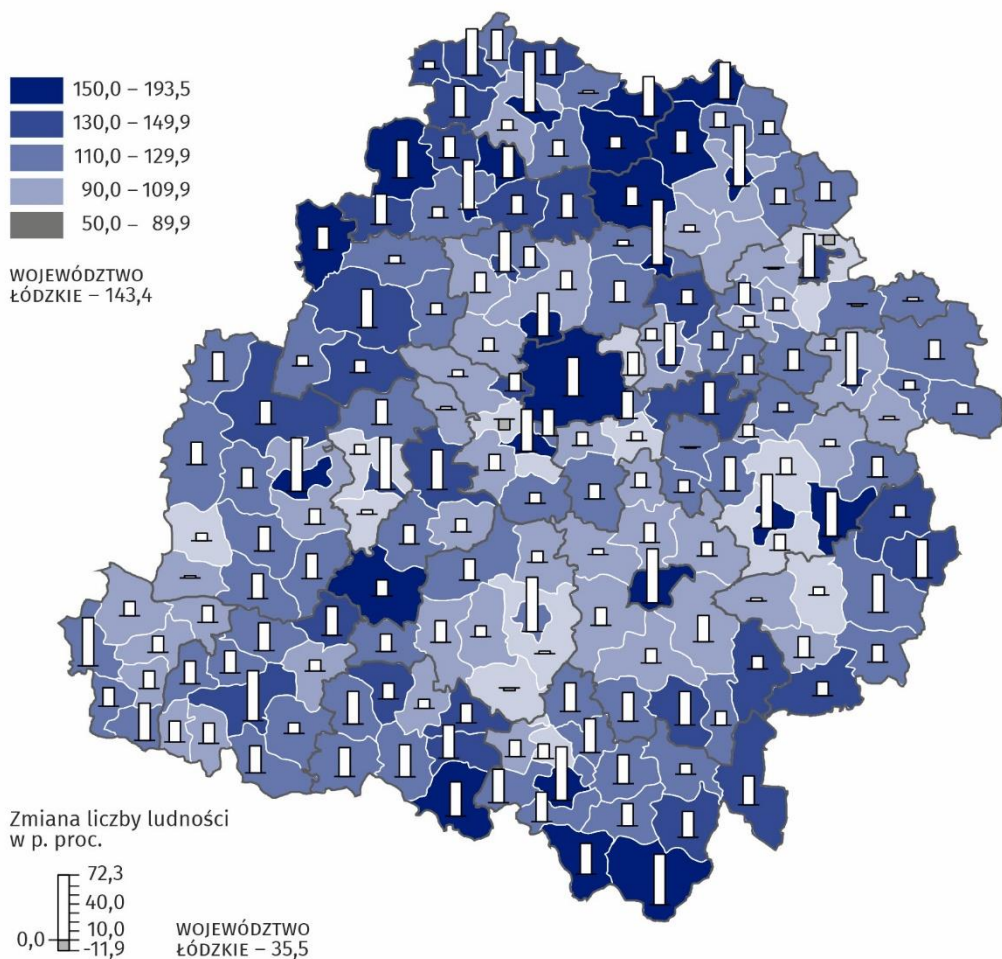 150,0 – 193,5
130,0 – 149,9
110,0 – 129,9
90,0 – 109,9
50,0 – 89,9
WOJEWÓDZTWO
ŁÓDZKIE – 143,4
Zmiana liczby ludności
w p. proc.
72,3
40,0
10,0
0,0
-11,9
WOJEWÓDZTWO
ŁÓDZKIE – 35,5